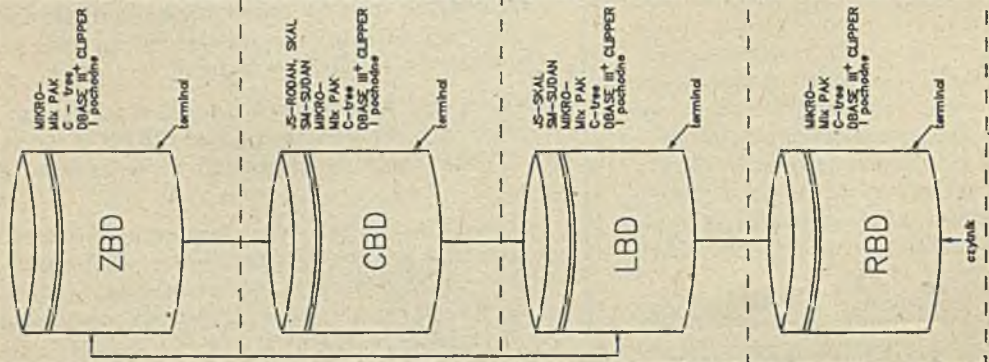 MIKRO-
Mix PAK
C - tree
DBASE III+ CLIPPER
i pochodne
terminal
ZBD
JS-RODAN, SKAL
SM-SUDAN
MIKRO-
Mix PAK
C-tree
DBASE III+ CLIPPER
i pochodne
terminal
CBD
JS-SKAL
SM-SUDAN
MIKRO-
Mix PAK
C-tree
DBASE III+ CLIPPER
i pochodne
terminal
LBD
MIKRO-
Mix PAK
C-tree
DBASE III+ CLIPPER
i pochodne
terminal
RBD
czytnik